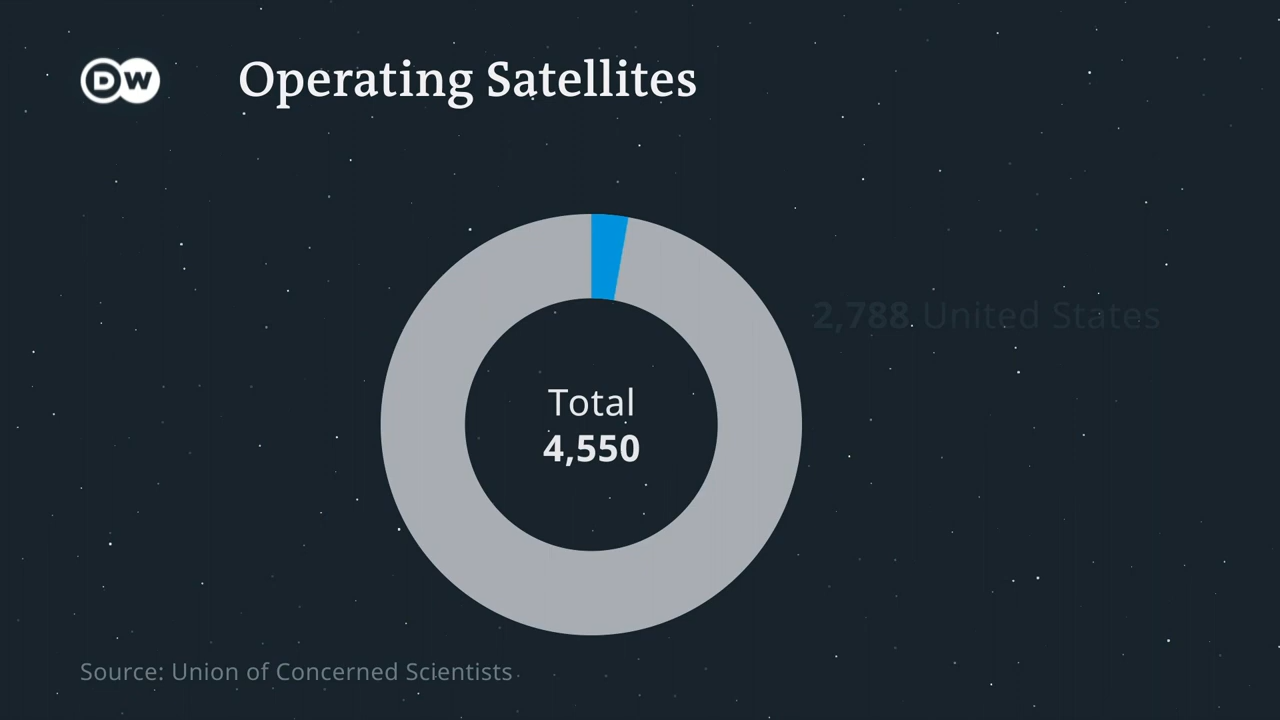 DW
Operating Satellites
2,788 United States
Total
4,550
Source: Union of Concerned Scientists